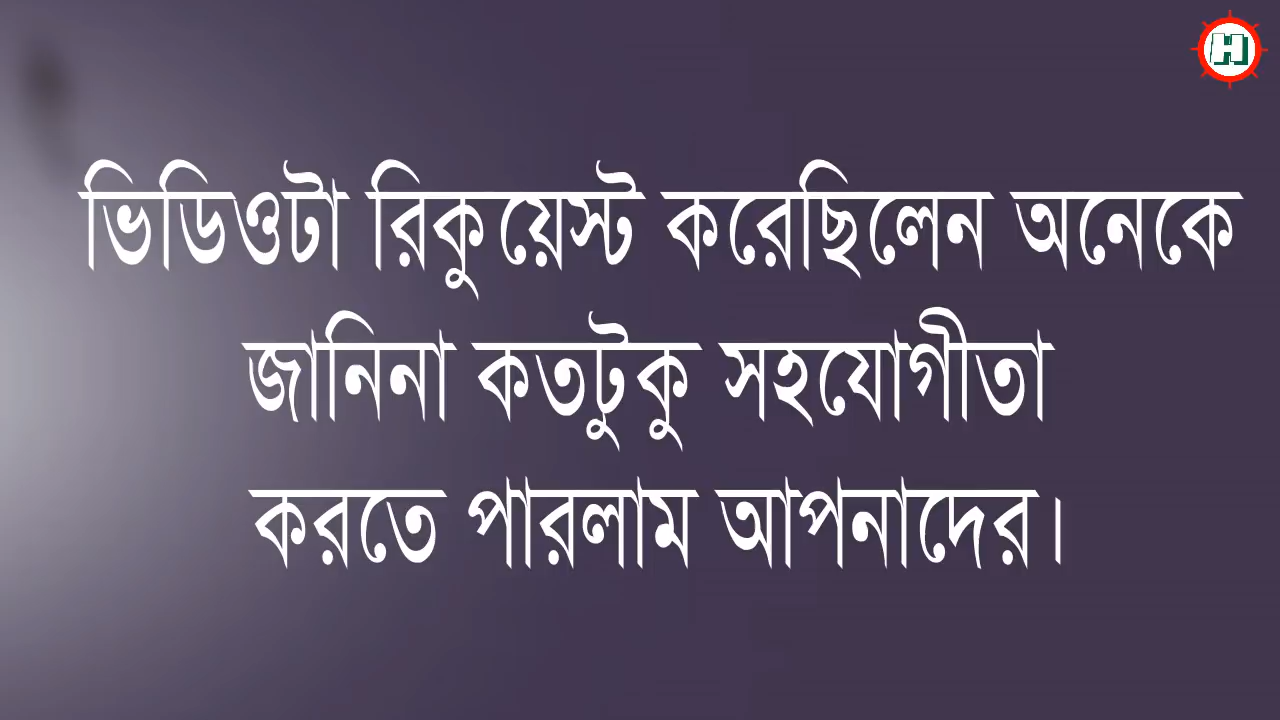 H
ভিডিওটা রিকুয়েস্ট করেছিলেন অনেকে
জানিনা কতটুকু সহযোগীতা
করতে পারলাম আপনাদের।